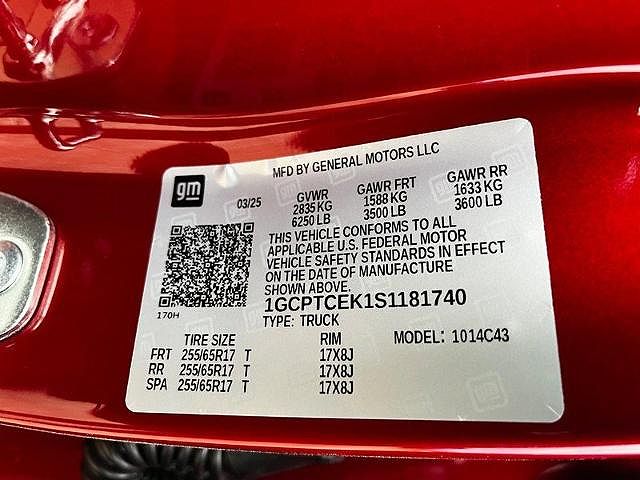 MFD BY GENERAL MOTORS LLC
gm
03/25
GVWR GAWR FRT GAWR RR
2835 KG 1588 KG 1633 KG
6250 LB 3500 LB 3600 LB
THIS VEHICLE CONFORMS TO ALL
APPLICABLE U.S. FEDERAL MOTOR
VEHICLE SAFETY STANDARDS IN EFFECT
ON THE DATE OF MANUFACTURE
SHOWN ABOVE.
170H
1GCPTCEK1S1181740
TYPE: TRUCK
TIRE SIZE RIM MODEL: 1014C43
FRT 255/65R17 T 17X8J
RR 255/65R17 T 17X8J
SPA 255/65R17 T 17X8J